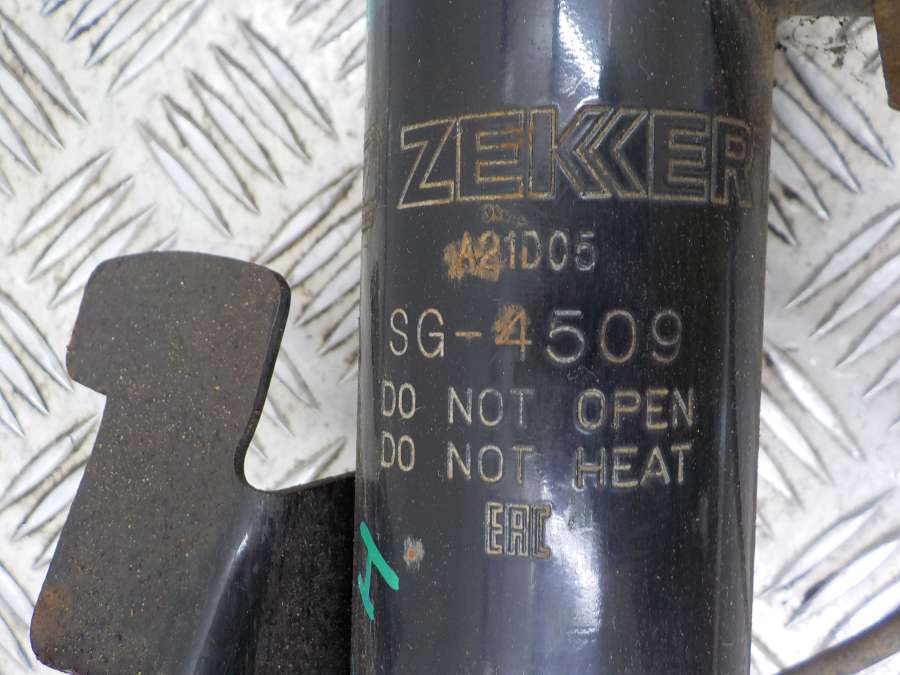 ZEKKER
A21D05
SG-4509
DO NOT OPEN
DO NOT HEAT
EAC